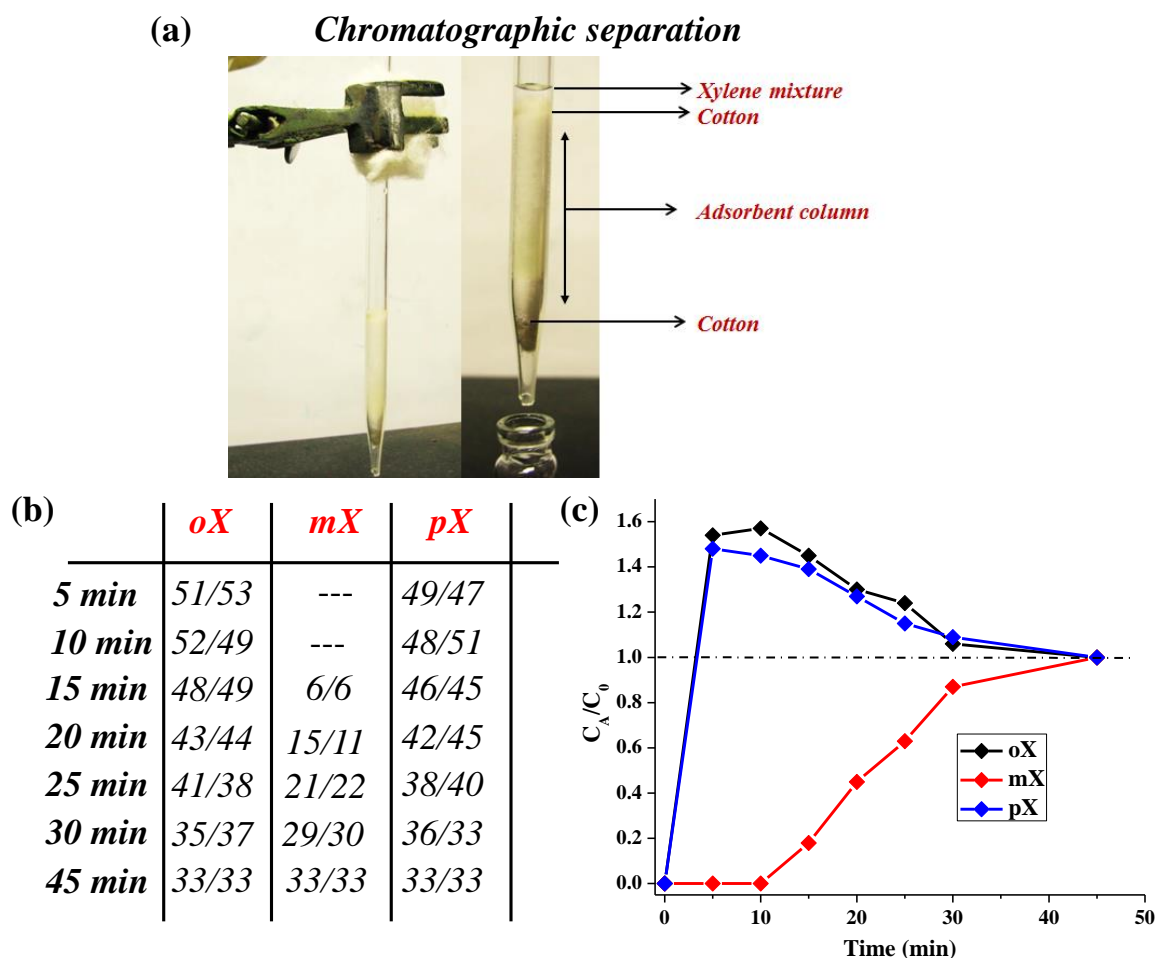 (a) Chromatographic separation
Xylene mixture
Cotton
Adsorbent column
Cotton
(b)
oX mX pX
5 min 51/53 --- 49/47
10 min 52/49 --- 48/51
15 min 48/49 6/6 46/45
20 min 43/44 15/11 42/45
25 min 41/38 21/22 38/40
30 min 35/37 29/30 36/33
45 min 33/33 33/33 33/33
(c)
C_A/C_0
1.6
1.4
1.2
1.0
0.8
0.6
0.4
0.2
0.0
oX
mX
pX
0 10 20 30 40 50
Time (min)